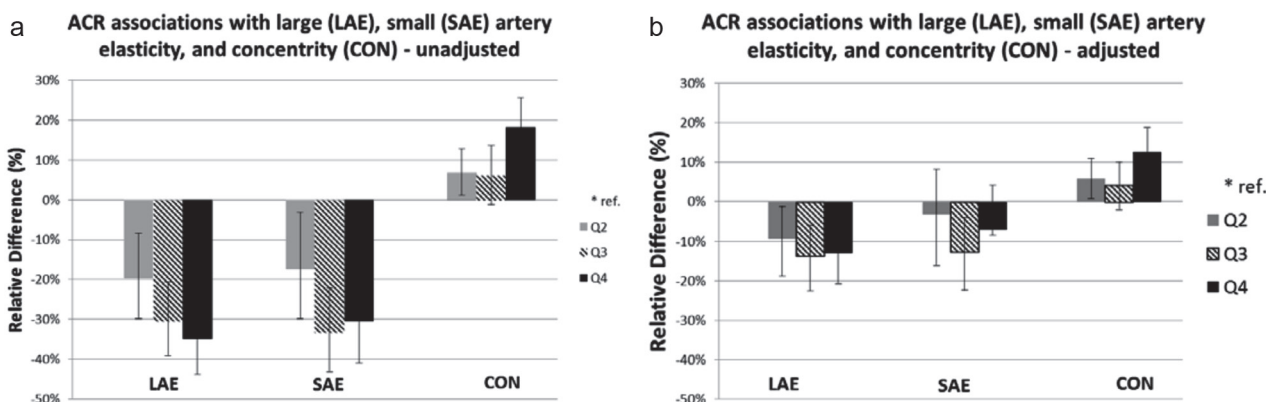 a
ACR associations with large (LAE), small (SAE) artery
elasticity, and concentrity (CON) - unadjusted
Relative Difference (%)
30%
20%
10%
0%
-10%
-20%
-30%
-40%
-50%
LAE
SAE
CON
* ref.
Q2
Q3
Q4
b
ACR associations with large (LAE), small (SAE) artery
elasticity, and concentrity (CON) - adjusted
Relative Difference (%)
30%
20%
10%
0%
-10%
-20%
-30%
-40%
-50%
LAE
SAE
CON
* ref.
Q2
Q3
Q4